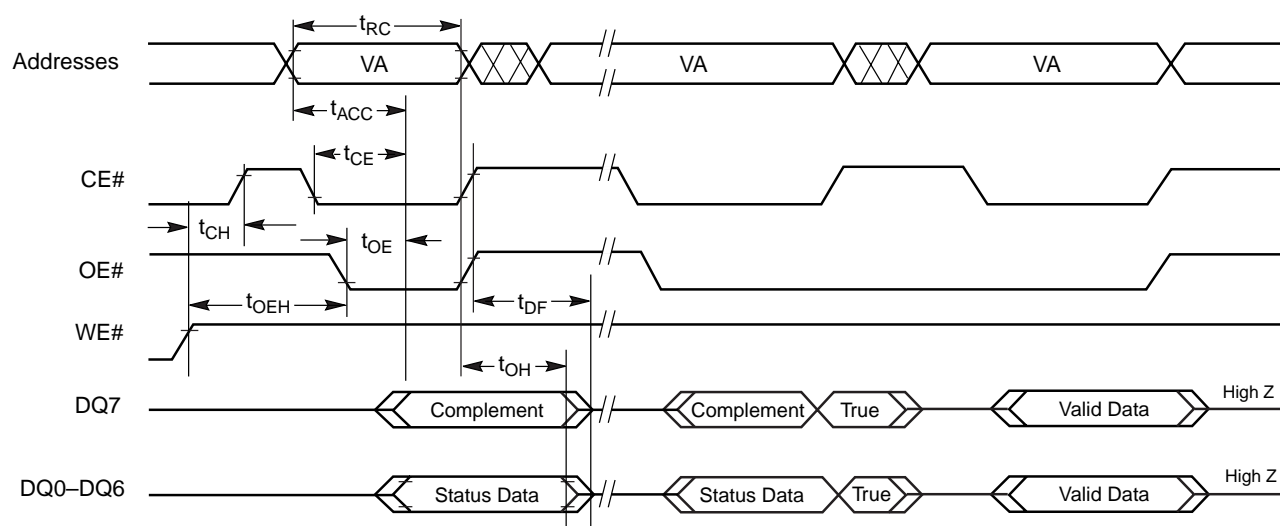 tRC
Addresses VA VA VA
tACC
tCE
CE#
tCH
tOE
OE#
tOEH
tDF
WE#
tOH
DQ7 Complement Complement True Valid Data High Z
DQ0–DQ6 Status Data Status Data True Valid Data High Z